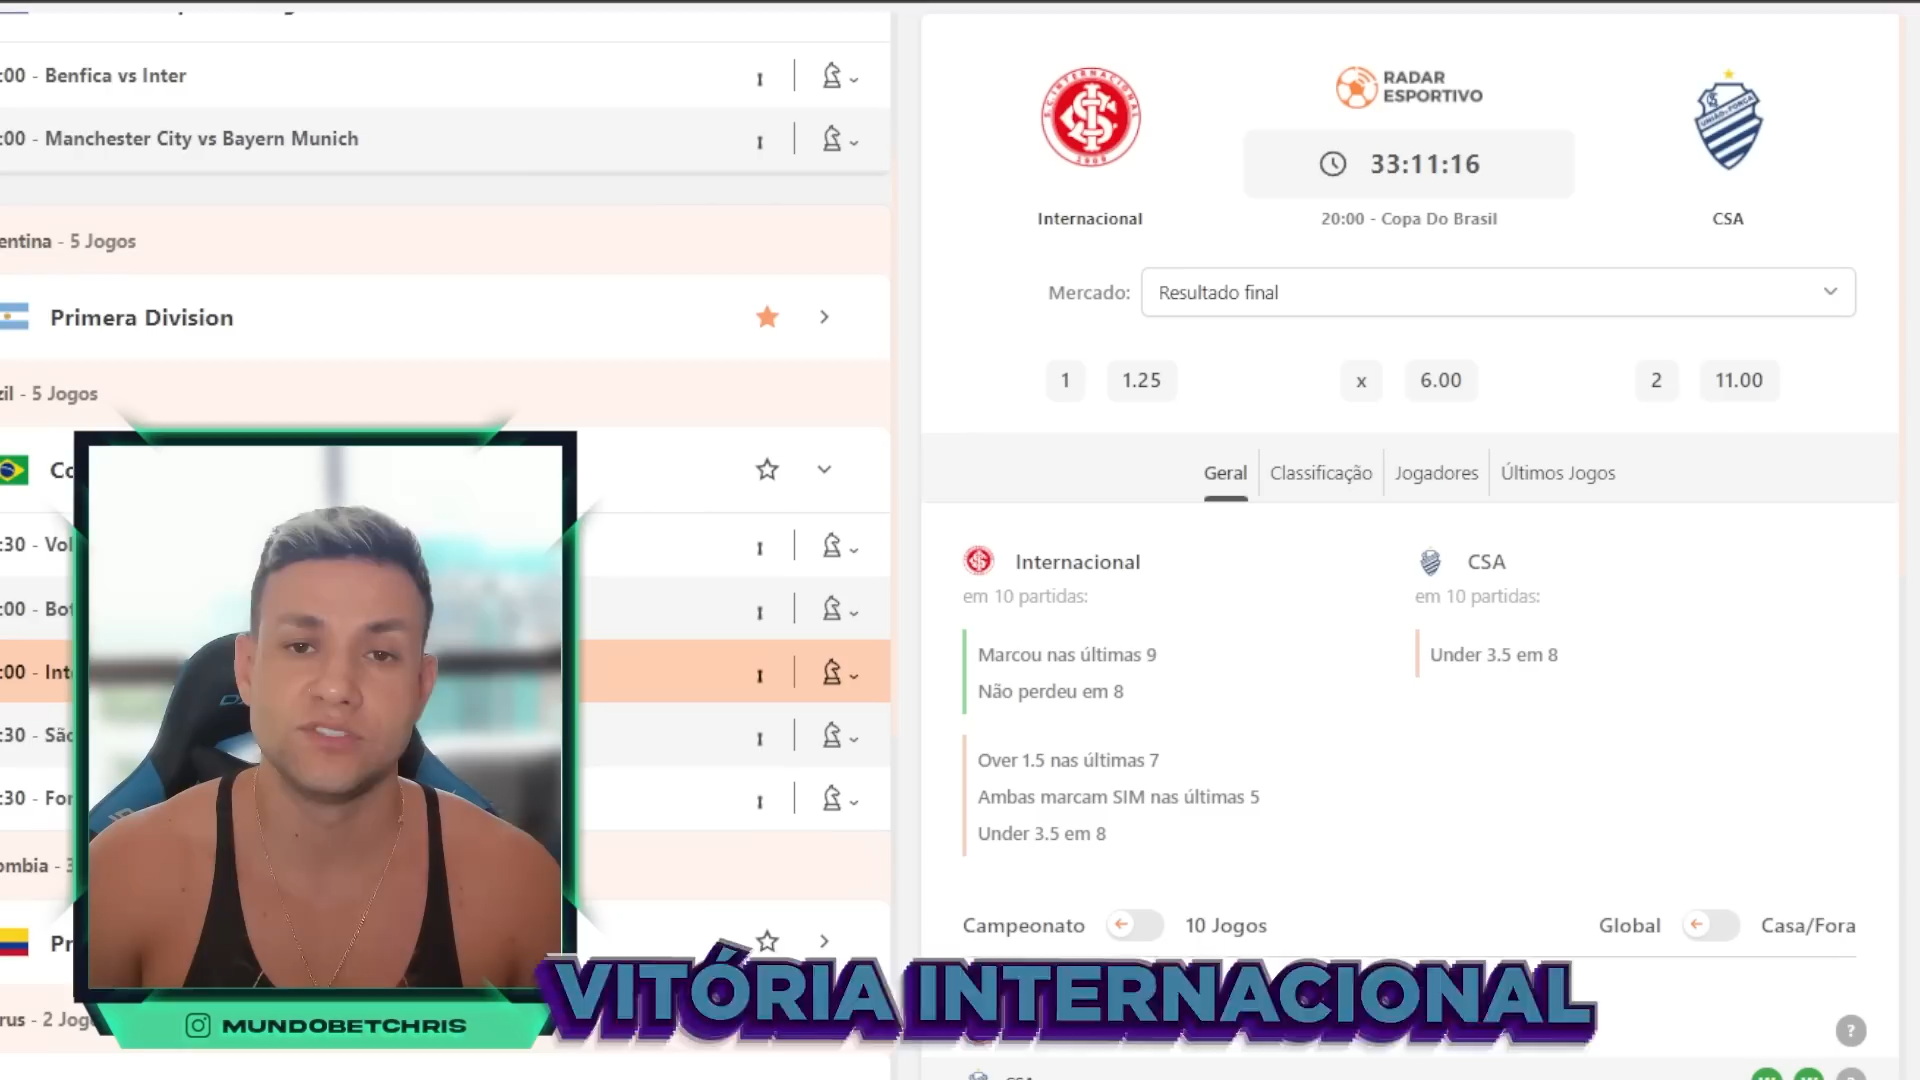 :00 - Benfica vs Inter
:00 - Manchester City vs Bayern Munich
entina - 5 Jogos
Primera Division
zil - 5 Jogos
Co
:30 - Vol
:00 - Bot
:00 - Int
:30 - São
:30 - For
ombia - 3
Pr
rus - 2 Jog
MUNDOBETCHRIS
VITÓRIA INTERNACIONAL
S.C. INTERNACIONAL
1909
RADAR
ESPORTIVO
UNIÃO E FORÇA
33:11:16
Internacional
20:00 - Copa Do Brasil
CSA
Mercado: Resultado final
1 1.25 x 6.00 2 11.00
Geral Classificação Jogadores Últimos Jogos
Internacional
em 10 partidas:
Marcou nas últimas 9
Não perdeu em 8
Over 1.5 nas últimas 7
Ambas marcam SIM nas últimas 5
Under 3.5 em 8
CSA
em 10 partidas:
Under 3.5 em 8
Campeonato 10 Jogos
Global Casa/Fora
?